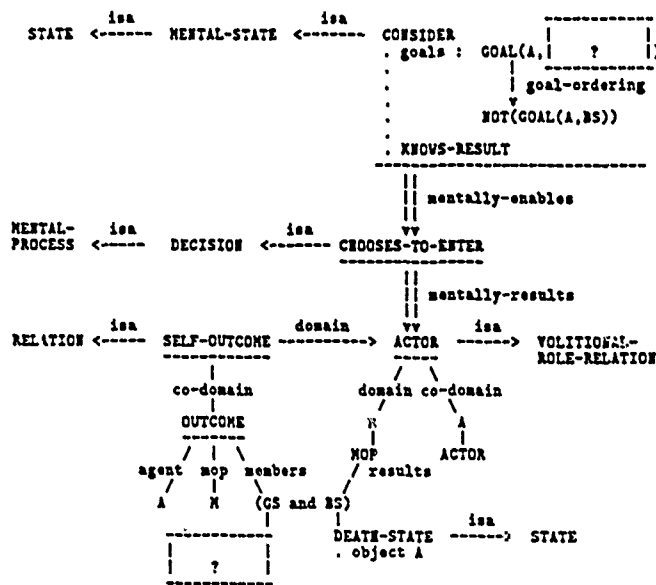 isa isa
STATE <------ MENTAL-STATE <------ CONSIDER
. goals : GOAL(A, ? )
goal-ordering
NOT(GOAL(A,BS))
. KNOWS-RESULT
mentally-enables
MENTAL- isa isa
PROCESS <------ DECISION <------ CHOOSES-TO-ENTER
mentally-results
isa domain isa
RELATION <------ SELF-OUTCOME -------> ACTOR ------> VOLITIONAL-
ROLE-RELATION
co-domain domain co-domain
OUTCOME A
MOP ACTOR
agent mop members results
A M (GS and BS)
isa
? DEATH-STATE ------> STATE
. object A